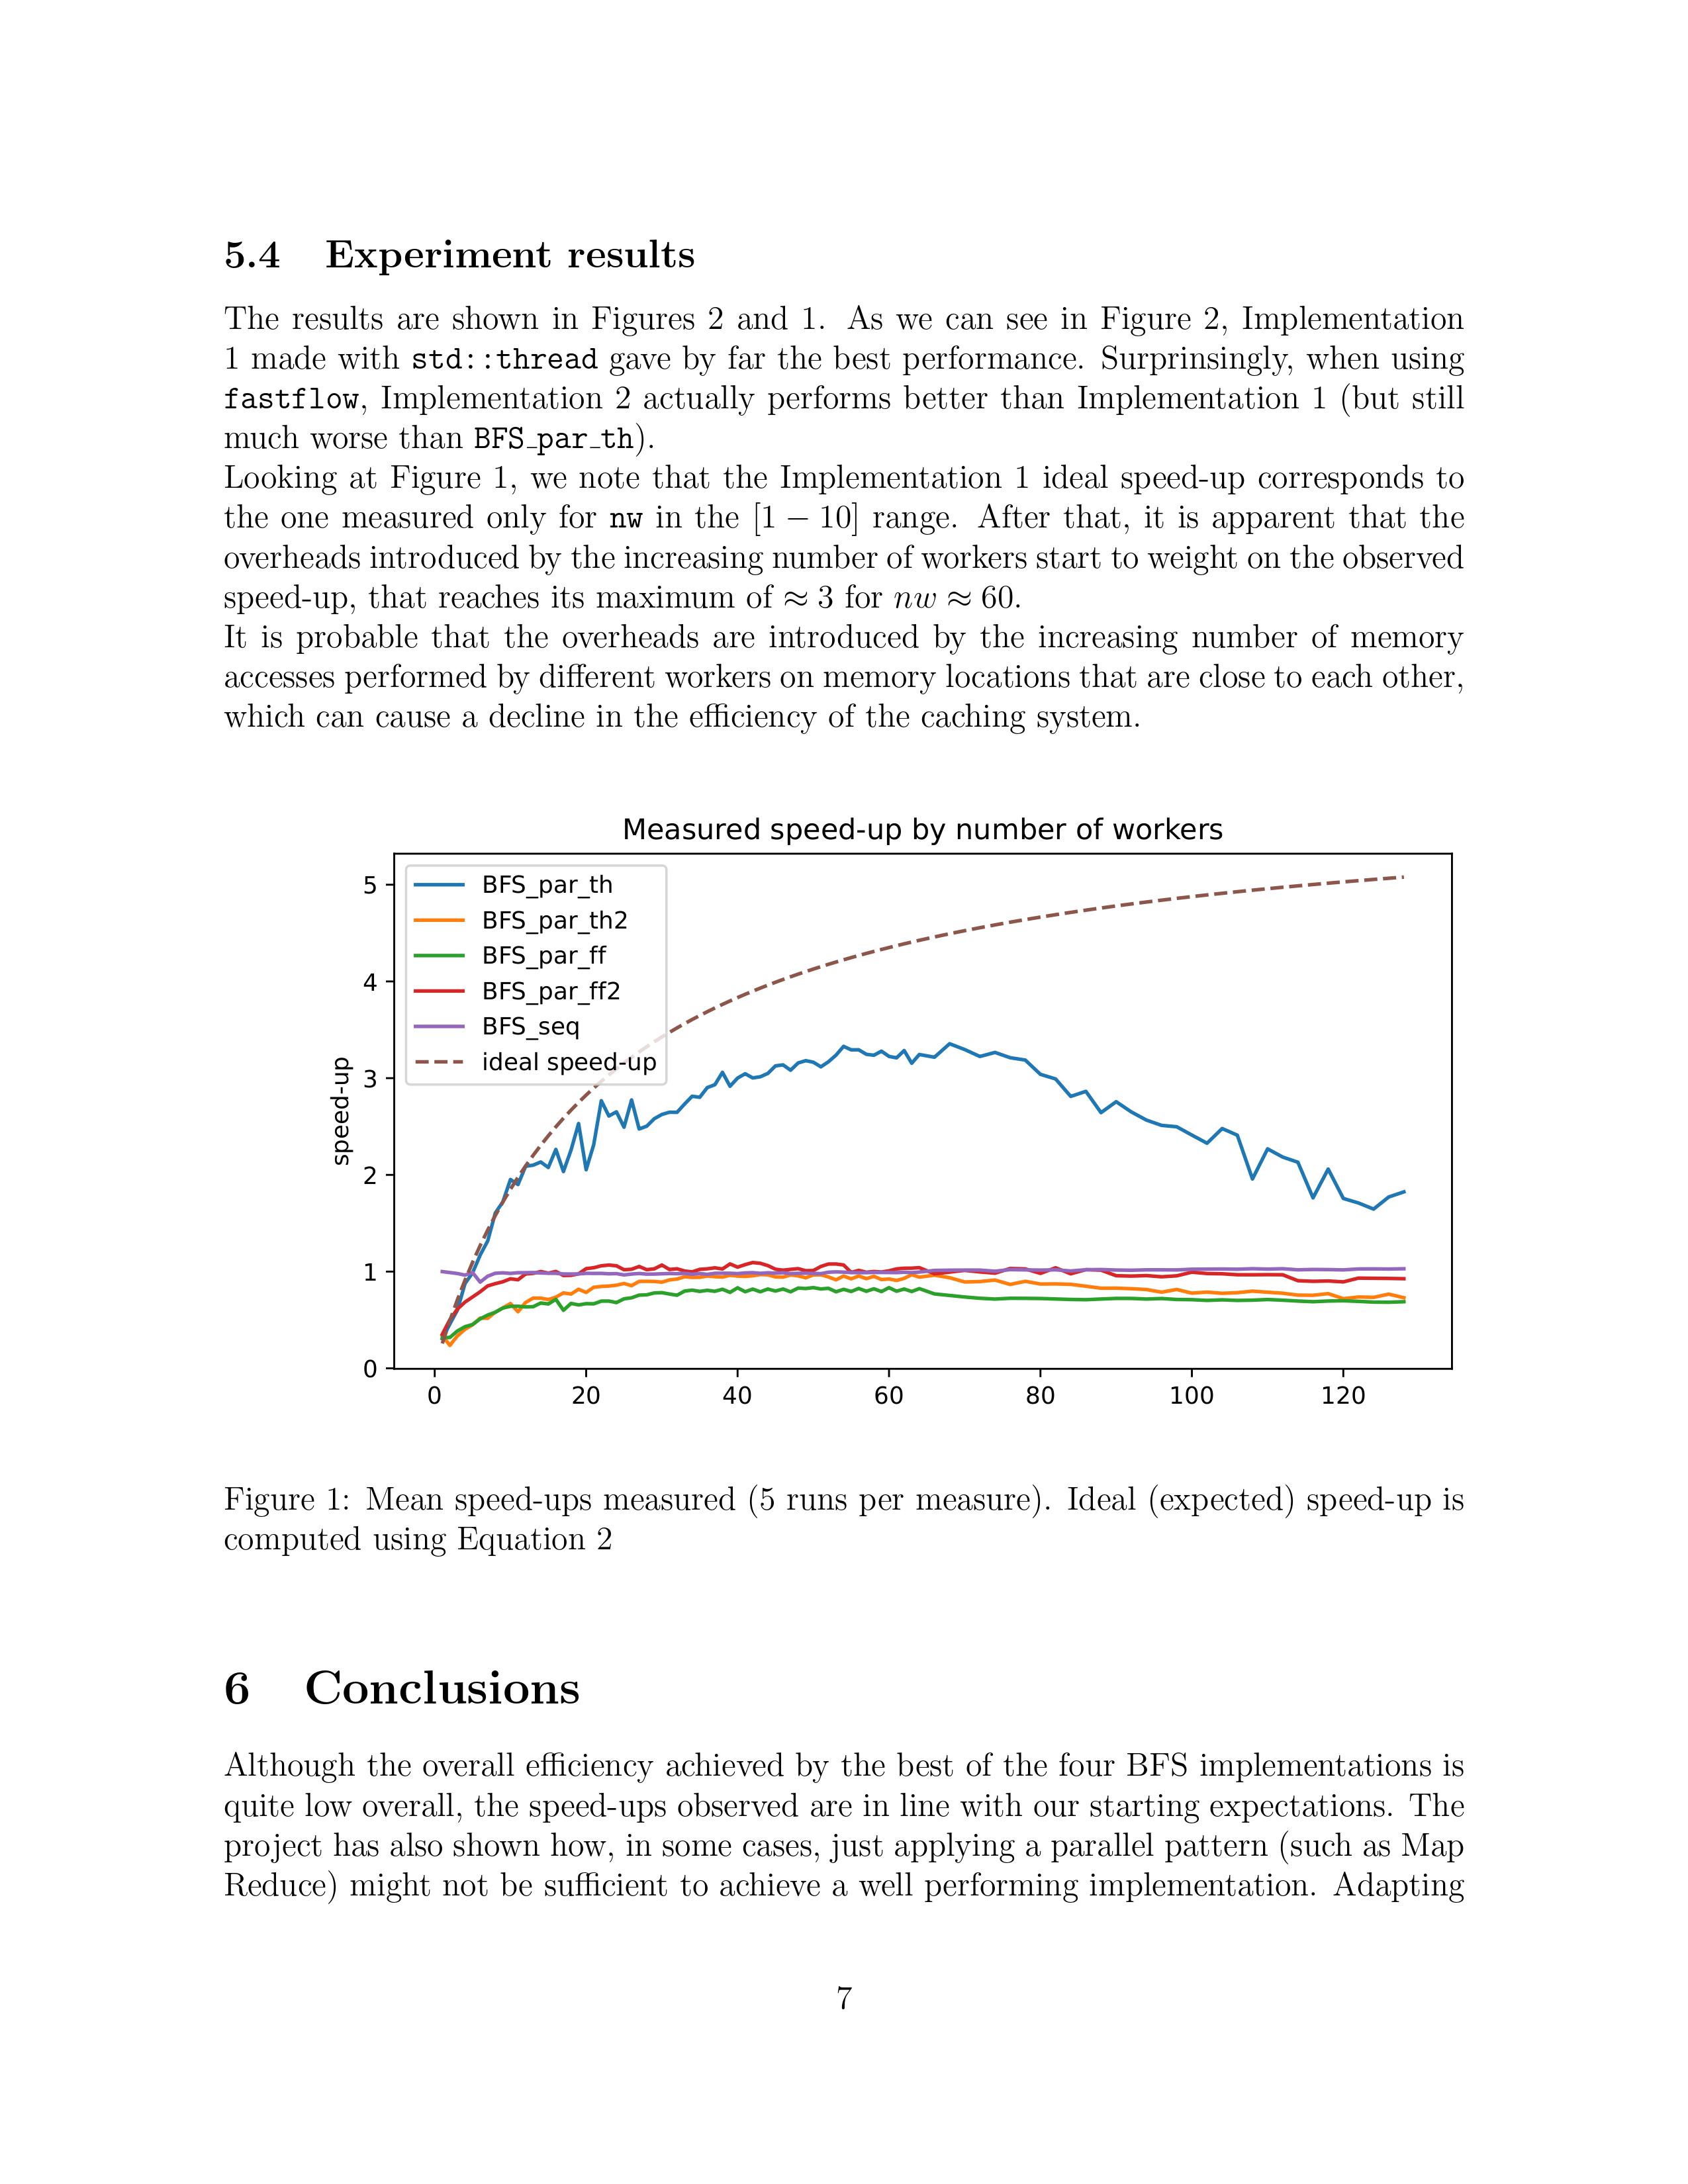 5.4 Experiment results
The results are shown in Figures 2 and 1. As we can see in Figure 2, Implementation
1 made with std::thread gave by far the best performance. Surprinsingly, when using
fastflow, Implementation 2 actually performs better than Implementation 1 (but still
much worse than BFS_par_th).
Looking at Figure 1, we note that the Implementation 1 ideal speed-up corresponds to
the one measured only for nw in the [1 − 10] range. After that, it is apparent that the
overheads introduced by the increasing number of workers start to weight on the observed
speed-up, that reaches its maximum of ≈ 3 for nw ≈ 60.
It is probable that the overheads are introduced by the increasing number of memory
accesses performed by different workers on memory locations that are close to each other,
which can cause a decline in the efficiency of the caching system.
Measured speed-up by number of workers
BFS_par_th
BFS_par_th2
BFS_par_ff
BFS_par_ff2
BFS_seq
ideal speed-up
speed-up
5
4
3
2
1
0
0 20 40 60 80 100 120
Figure 1: Mean speed-ups measured (5 runs per measure). Ideal (expected) speed-up is
computed using Equation 2
6 Conclusions
Although the overall efficiency achieved by the best of the four BFS implementations is
quite low overall, the speed-ups observed are in line with our starting expectations. The
project has also shown how, in some cases, just applying a parallel pattern (such as Map
Reduce) might not be sufficient to achieve a well performing implementation. Adapting
7